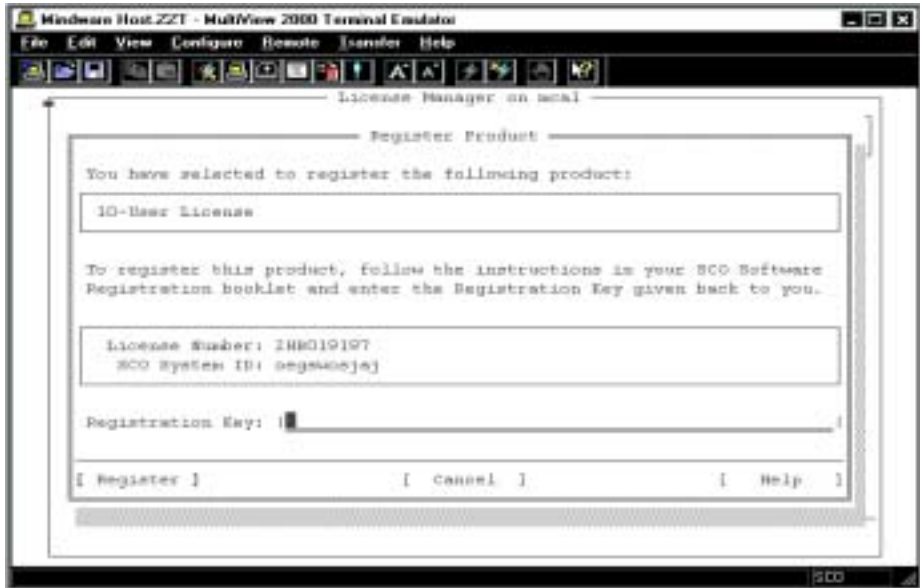 Mindware Host.ZZT - MultiView 2000 Terminal Emulator
File Edit View Configure Remote Transfer Help
License Manager on
Register Product
You have selected to register the following product:
10-User License
To register this product, follow the instructions in your SCO Software
Registration booklet and enter the Registration Key given back to you.
License Number: 2HB019197
SCO System ID:
Registration Key:
[ Register ] [ Cancel ] [ Help ]
SCO